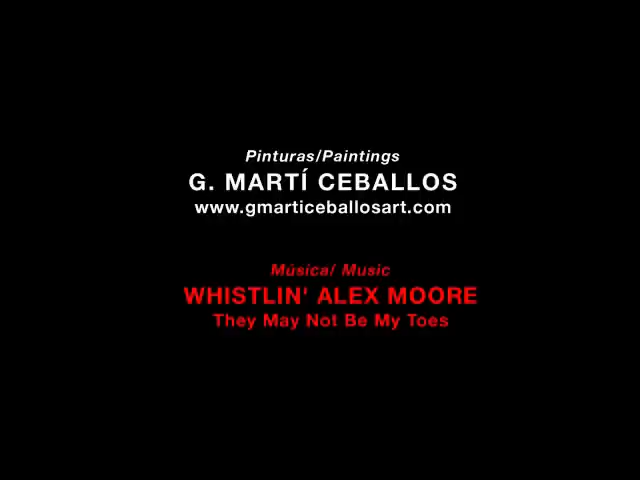 Pinturas/Paintings
G. MARTÍ CEBALLOS
www.gmarticeballosart.com
Música/ Music
WHISTLIN' ALEX MOORE
They May Not Be My Toes